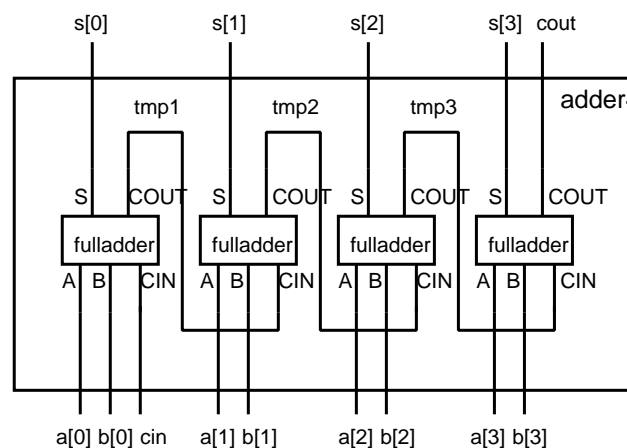 s[0] s[1] s[2] s[3] cout
adder
tmp1 tmp2 tmp3
S COUT S COUT S COUT S COUT
fulladder fulladder fulladder fulladder
A B CIN A B CIN A B CIN A B CIN
a[0] b[0] cin a[1] b[1] a[2] b[2] a[3] b[3]